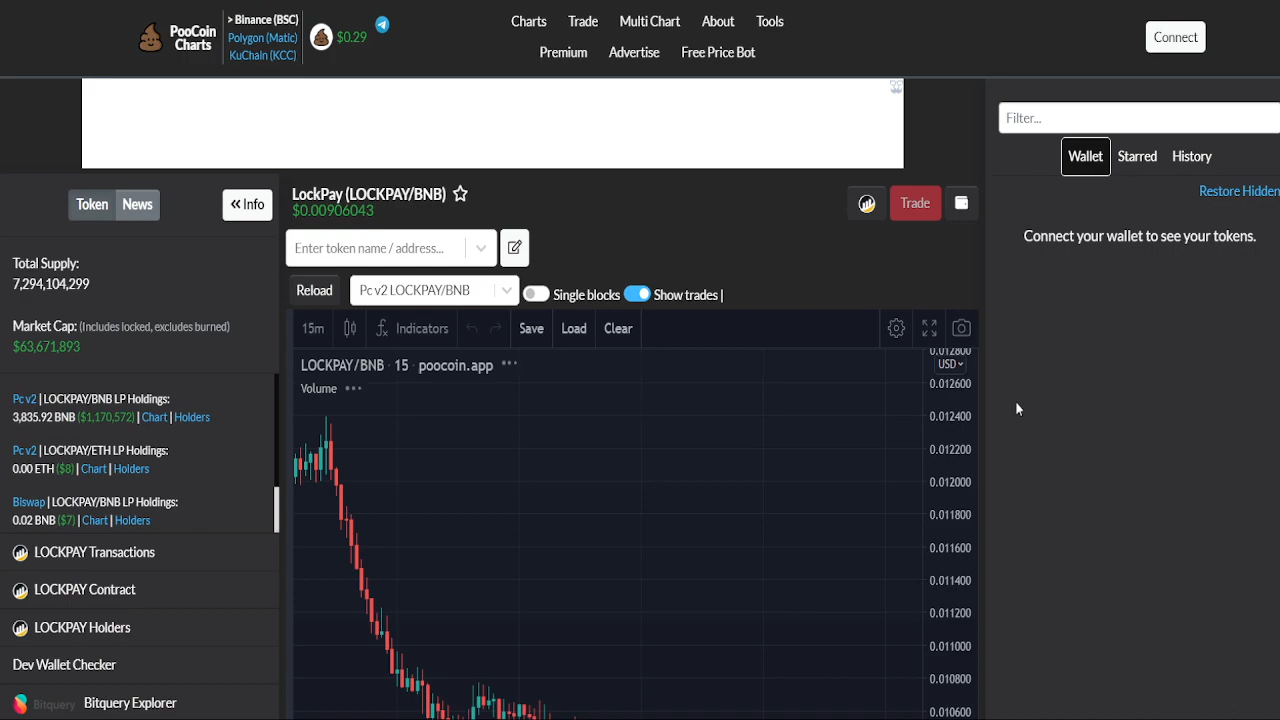 PooCoin
Charts
> Binance (BSC)
Polygon (Matic)
KuChain (KCC)
$0.29
Charts Trade Multi Chart About Tools
Premium Advertise Free Price Bot
Connect
Filter...
Wallet Starred History
Restore Hidden
Connect your wallet to see your tokens.
Token News
« Info
Total Supply:
7,294,104,299
Market Cap: (Includes locked, excludes burned)
$63,671,893
Pc v2 | LOCKPAY/BNB LP Holdings:
3,835.92 BNB ($1,170,572) | Chart | Holders
Pc v2 | LOCKPAY/ETH LP Holdings:
0.00 ETH ($8) | Chart | Holders
Biswap | LOCKPAY/BNB LP Holdings:
0.02 BNB ($7) | Chart | Holders
LOCKPAY Transactions
LOCKPAY Contract
LOCKPAY Holders
Dev Wallet Checker
Bitquery Bitquery Explorer
LockPay (LOCKPAY/BNB)
$0.00906043
Trade
Enter token name / address...
Reload Pc v2 LOCKPAY/BNB Single blocks Show trades |
15m Indicators Save Load Clear
LOCKPAY/BNB · 15 · poocoin.app
Volume
0.012800
USD
0.012600
0.012400
0.012200
0.012000
0.011800
0.011600
0.011400
0.011200
0.011000
0.010800
0.010600